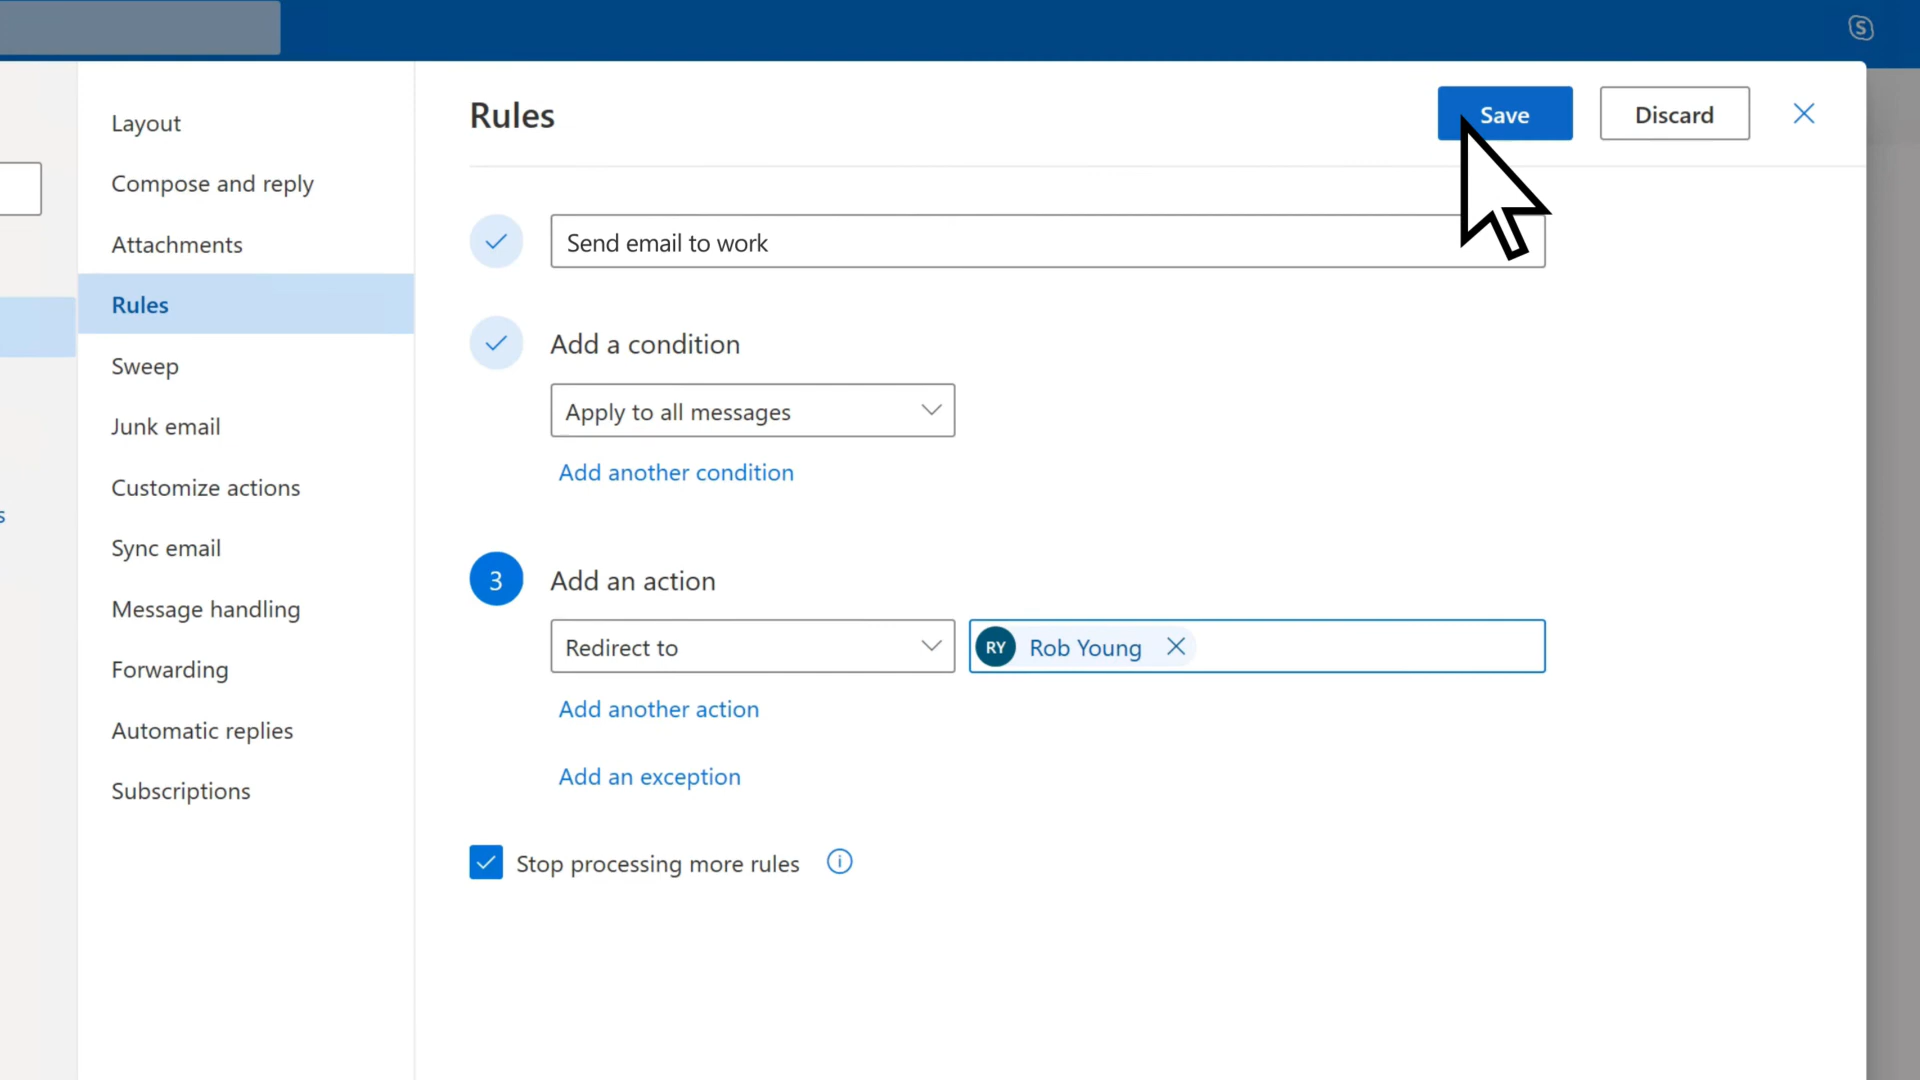 Layout
Compose and reply
Attachments
Rules
Sweep
Junk email
Customize actions
Sync email
Message handling
Forwarding
Automatic replies
Subscriptions
Rules
Save
Discard
Send email to work
Add a condition
Apply to all messages
Add another condition
3
Add an action
Redirect to
RY Rob Young
Add another action
Add an exception
Stop processing more rules
s